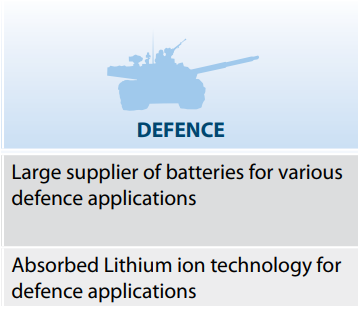 DEFENCE
Large supplier of batteries for various
defence applications
Absorbed Lithium ion technology for
defence applications